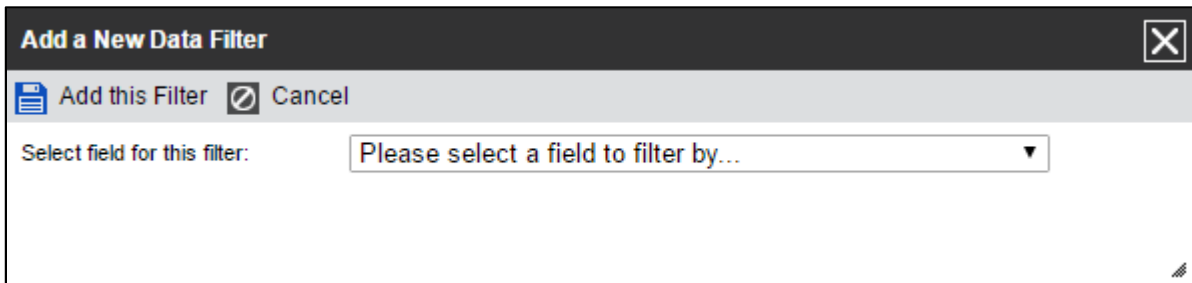 Add a New Data Filter
Add this Filter Cancel
Select field for this filter: Please select a field to filter by...